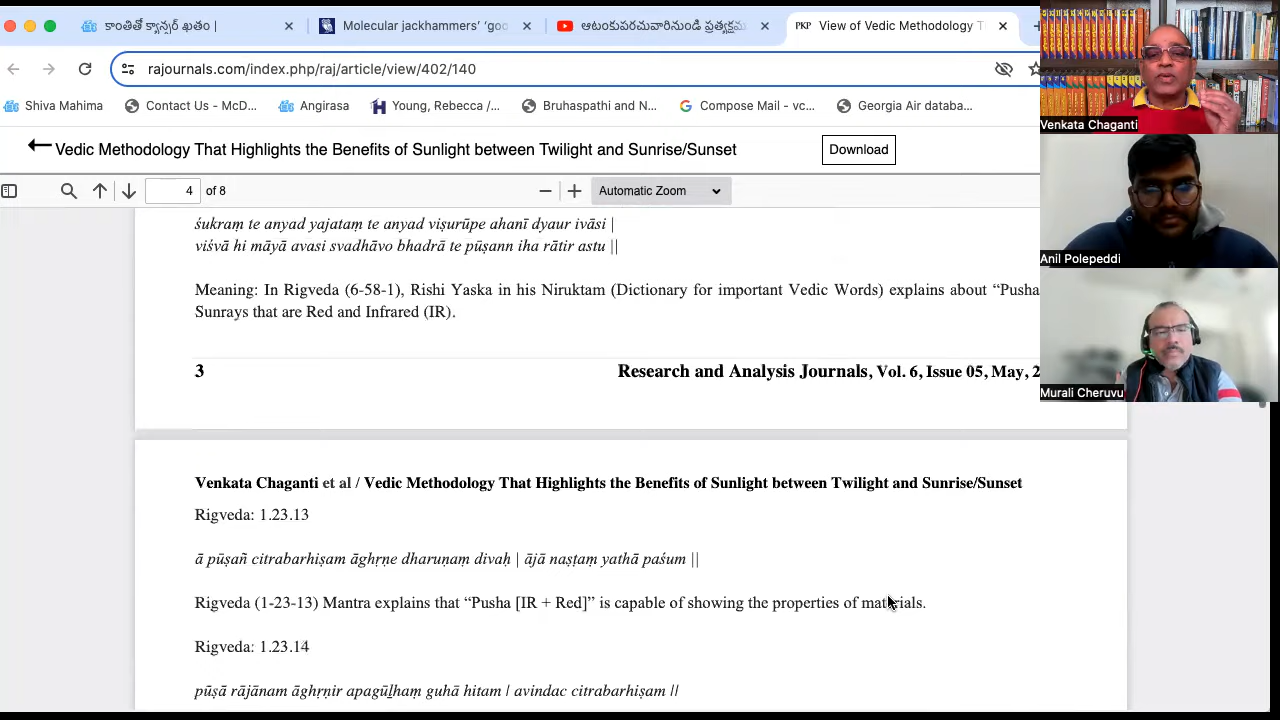 కాంతితో క్యాన్సర్ ఖతం |
Molecular jackhammers' 'goo
ఆటంకుపరచువారినుండి ప్రత్యక్రమ
PKP View of Vedic Methodology T
rajournals.com/index.php/raj/article/view/402/140
Shiva Mahima
Contact Us - McD...
Angirasa
Young, Rebecca /...
Bruhaspathi and N...
Compose Mail - vc...
Georgia Air databa...
Vedic Methodology That Highlights the Benefits of Sunlight between Twilight and Sunrise/Sunset
Download
4 of 8
Automatic Zoom
śukraṃ te anyad yajataṃ te anyad viṣurūpe ahanī dyaur ivāsi |
viśvā hi māyā avasi svadhāvo bhadrā te pūṣann iha rātir astu ||
Meaning: In Rigveda (6-58-1), Rishi Yaska in his Niruktam (Dictionary for important Vedic Words) explains about “Pusha
Sunrays that are Red and Infrared (IR).
3
Research and Analysis Journals, Vol. 6, Issue 05, May, 2
Venkata Chaganti et al / Vedic Methodology That Highlights the Benefits of Sunlight between Twilight and Sunrise/Sunset
Rigveda: 1.23.13
ā pūṣañ citrabarhiṣam āghṛṇe dharuṇaṃ divaḥ | ājā naṣṭaṃ yathā paśum ||
Rigveda (1-23-13) Mantra explains that “Pusha [IR + Red]” is capable of showing the properties of materials.
Rigveda: 1.23.14
pūṣā rājānam āghṛṇir apagūḻhaṃ guhā hitam | avindac citrabarhiṣam ||
Venkata Chaganti
Anil Polepeddi
Murali Cheruvu